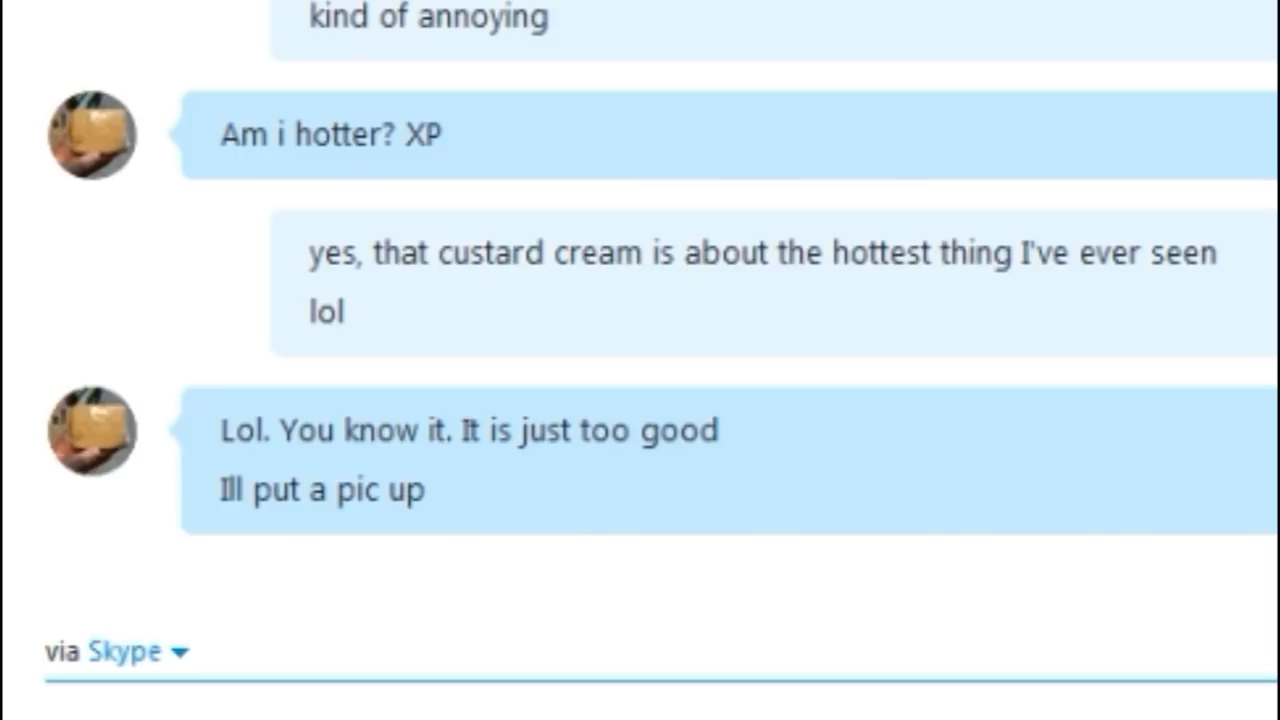 kind of annoying
Am i hotter? XP
yes, that custard cream is about the hottest thing I've ever seen
lol
Lol. You know it. It is just too good
Ill put a pic up
via Skype